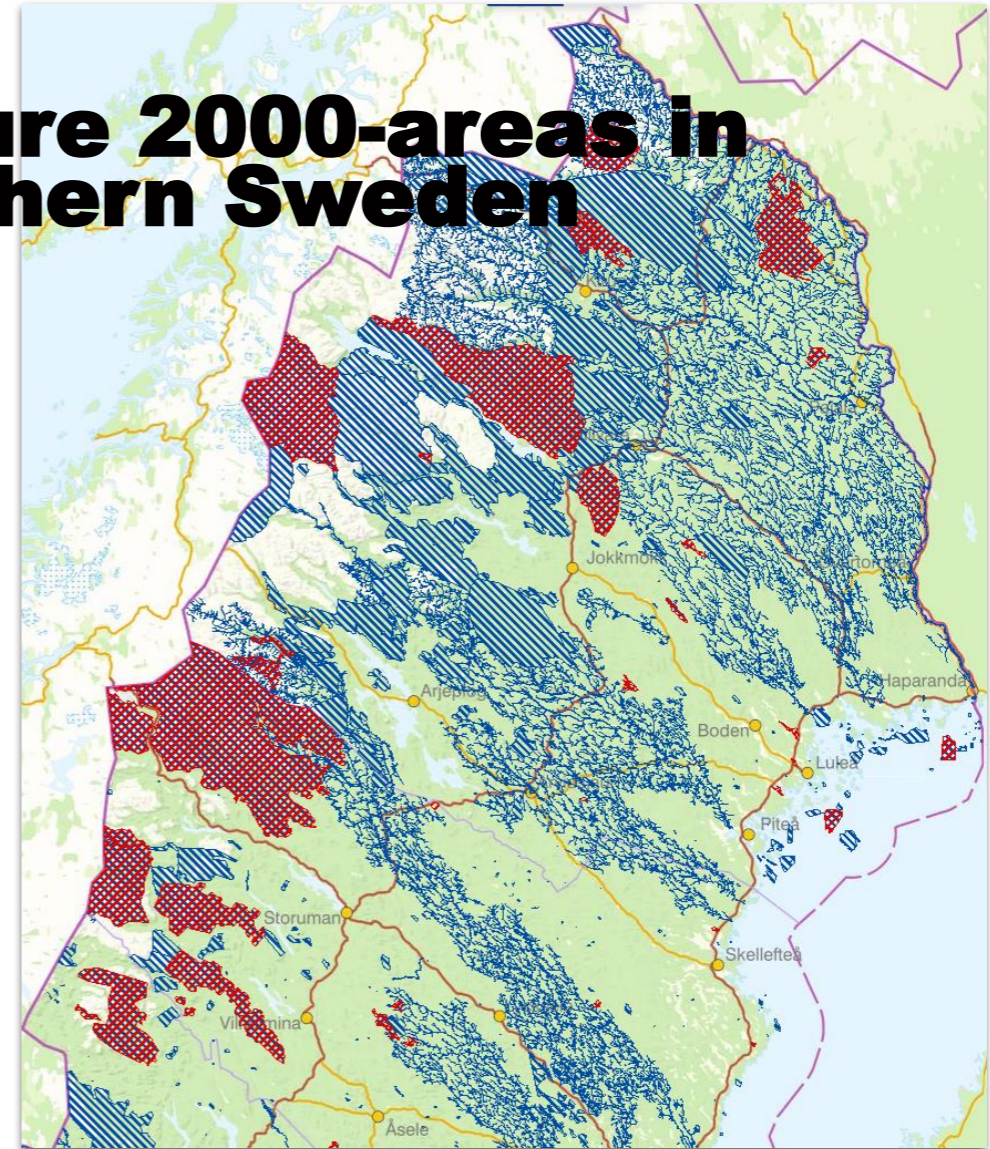 ure 2000-areas in
hern Sweden
Jokkmokk
Arjeplog
Haparanda
Boden
Luleå
Piteå
Storuman
Skellefteå
Vilhelmina
Åsele